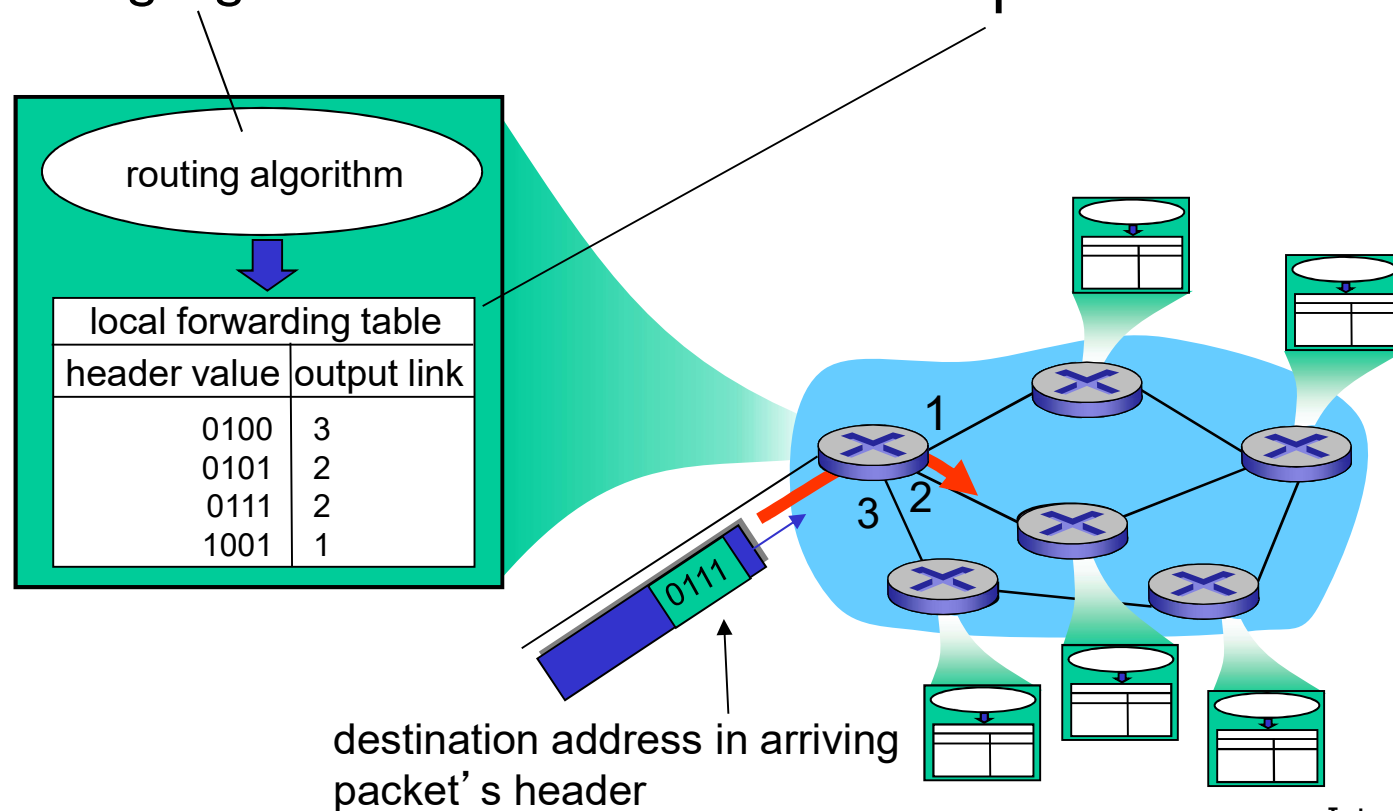 routing algorithm
local forwarding table
header value output link
0100 3
0101 2
0111 2
1001 1
1
2
3
0111
destination address in arriving
packet’s header